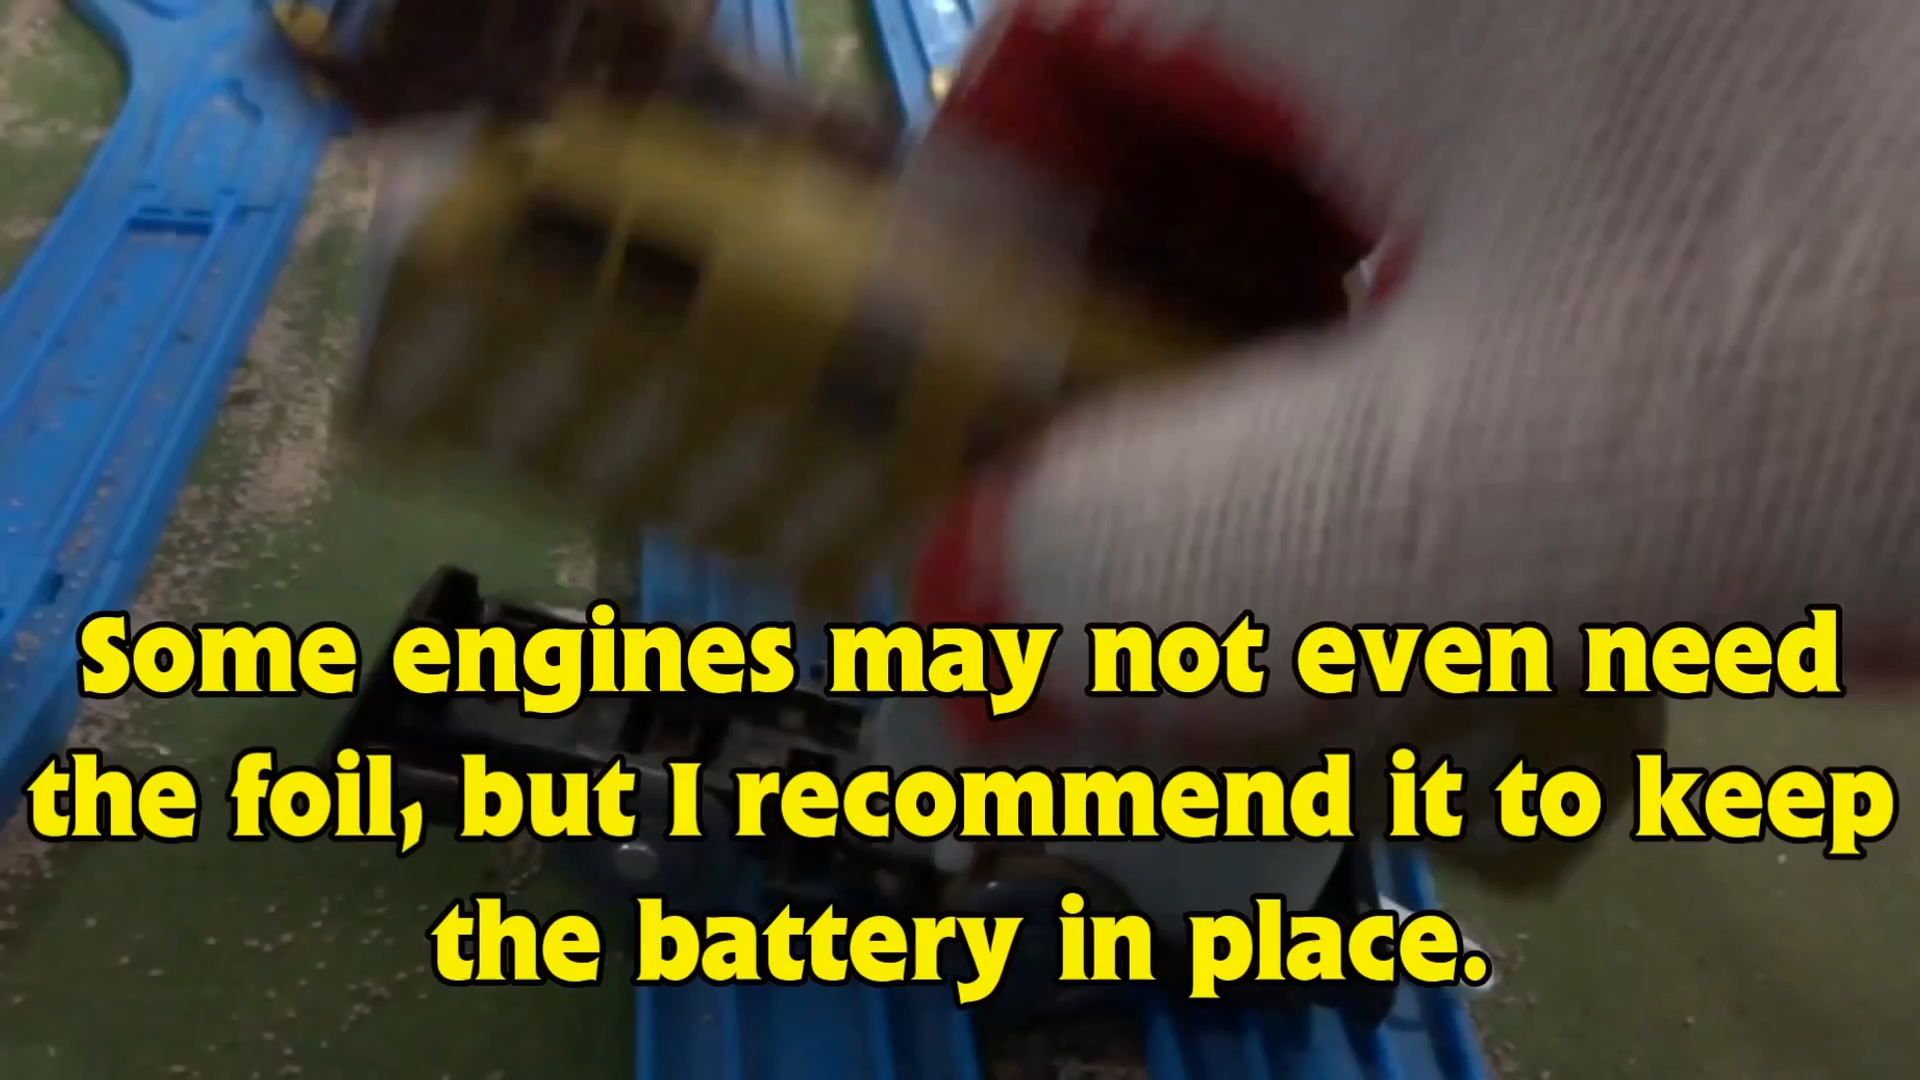 Some engines may not even need
the foil, but I recommend it to keep
the battery in place.